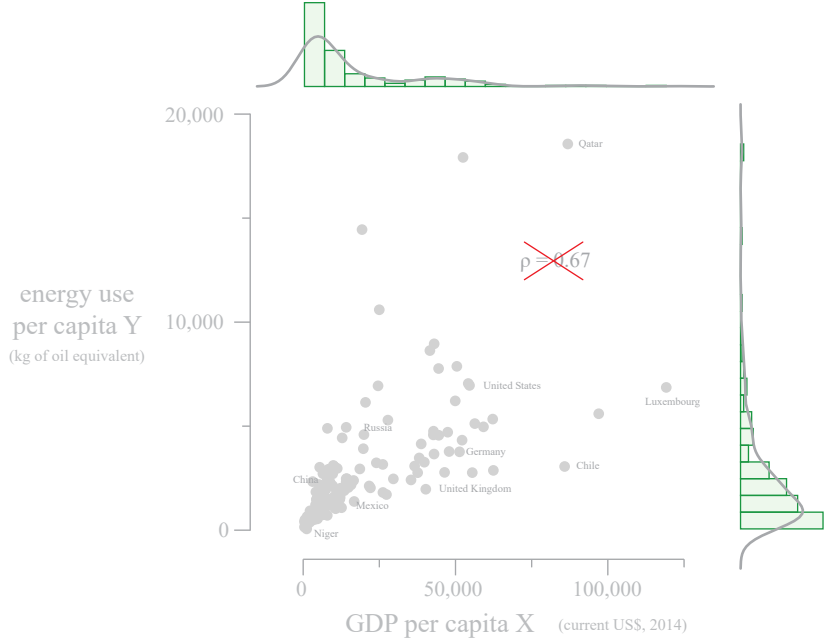 20,000
Qatar
ρ = 0.67
energy use
per capita Y
(kg of oil equivalent)
10,000
United States
Luxembourg
Russia
Germany
Chile
China
United Kingdom
Mexico
0
Niger
0
50,000
100,000
GDP per capita X (current US$, 2014)